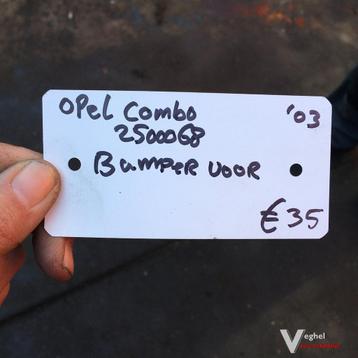 OPel Combo '03
2500068
BumPer voor
€35
Veghel